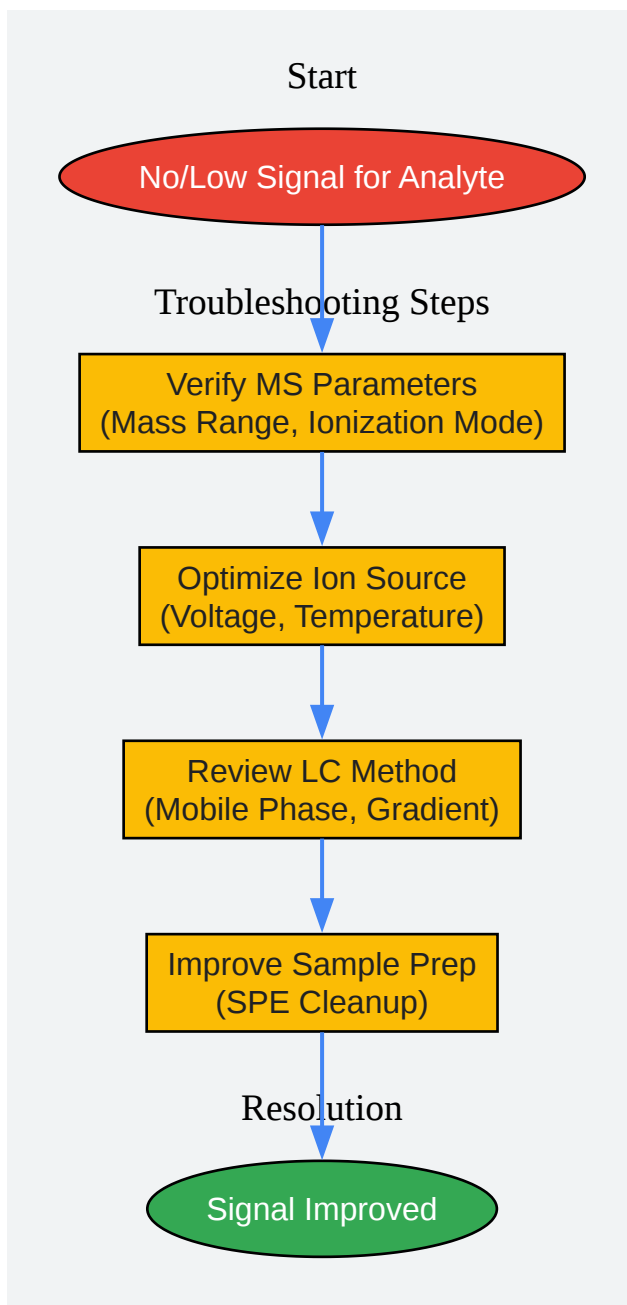 Start
No/Low Signal for Analyte
Troubleshooting Steps
Verify MS Parameters
(Mass Range, Ionization Mode)
Optimize Ion Source
(Voltage, Temperature)
Review LC Method
(Mobile Phase, Gradient)
Improve Sample Prep
(SPE Cleanup)
Resolution
Signal Improved